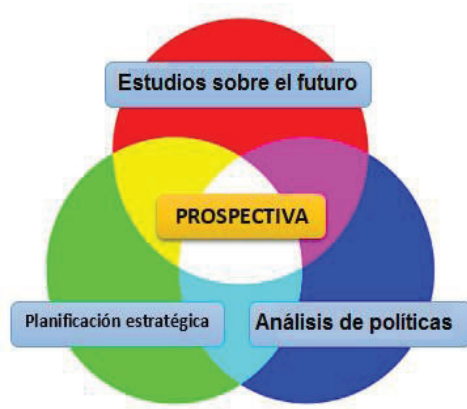 Estudios sobre el futuro
PROSPECTIVA
Planificación estratégica
Análisis de políticas